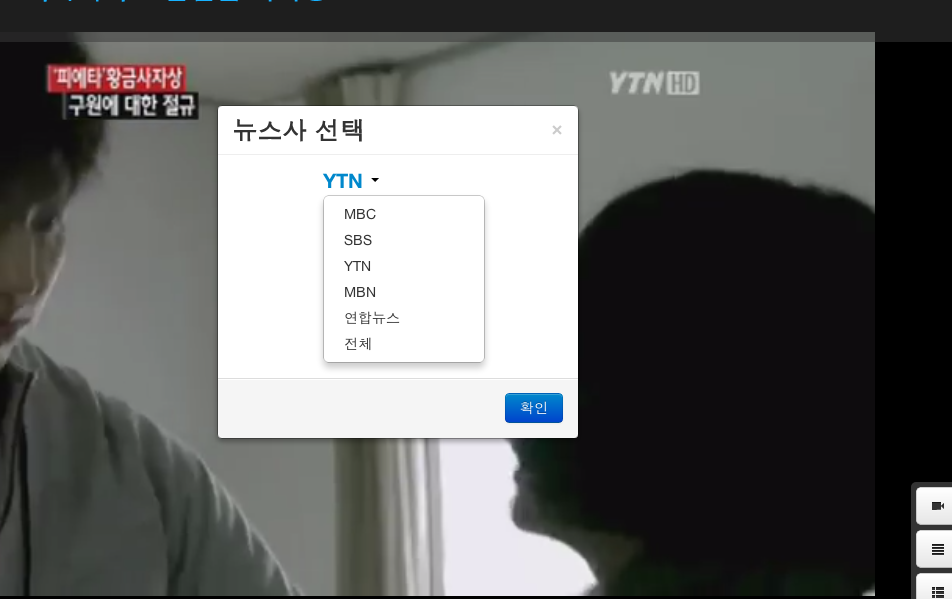 '피에타' 황금사자상
구원에 대한 절규
YTN HD
뉴스사 선택
×
YTN
MBC
SBS
YTN
MBN
연합뉴스
전체
확인